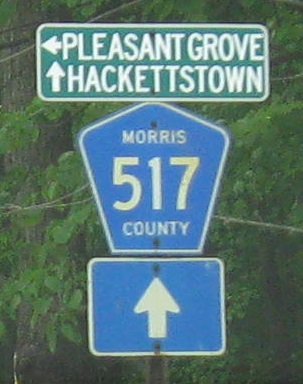 ←PLEASANT GROVE
↑HACKETTSTOWN
MORRIS
517
COUNTY
↑